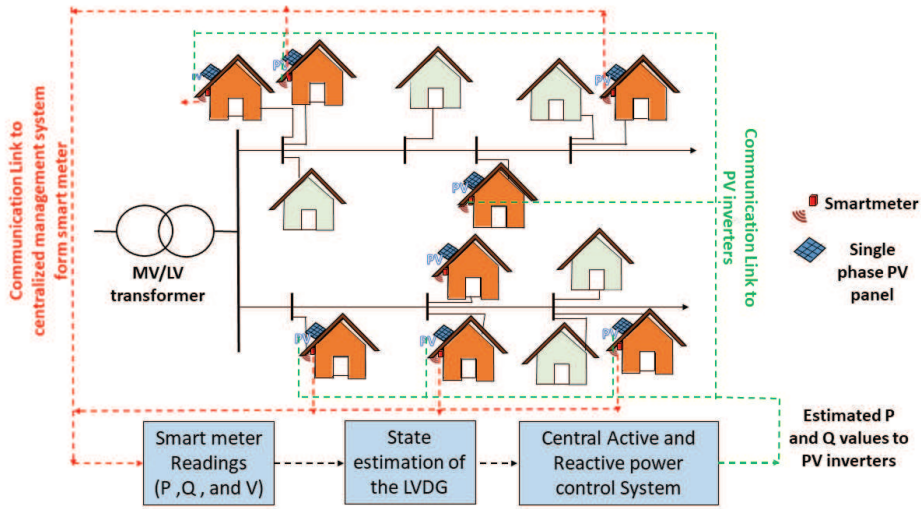 Communication Link to
centralized management system
form smart meter
PV
PV
PV
PV
MV/LV
transformer
PV
PV
PV
PV
Communication Link to
PV inverters
Smartmeter
Single
phase PV
panel
Smart meter
Readings
(P ,Q , and V)
State
estimation of
the LVDG
Central Active and
Reactive power
control System
Estimated P
and Q values to
PV inverters